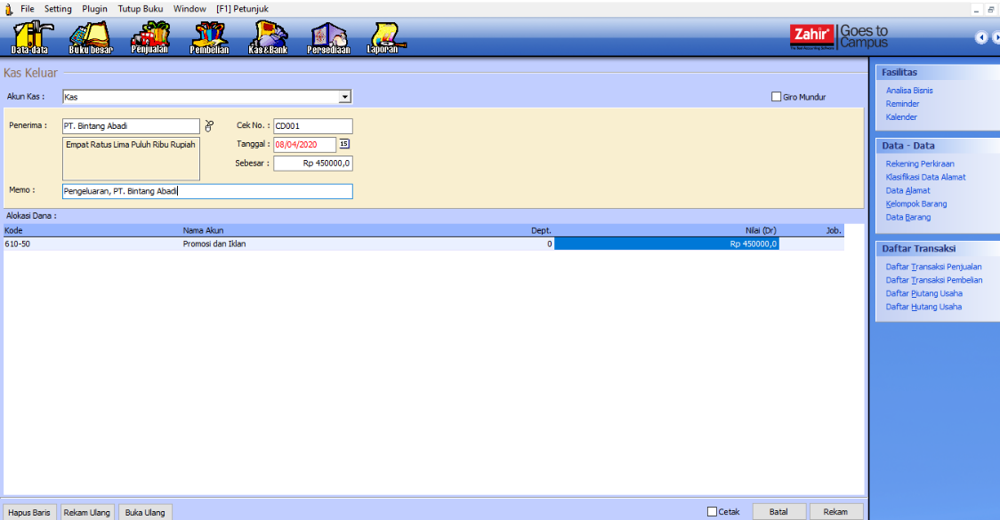 File Setting Plugin Tutup Buku Window [F1] Petunjuk
Data-data Buku besar Penjualan Pembelian Kas&Bank Persediaan Laporan
Zahir Goes to
Campus
Kas Keluar
Akun Kas : Kas Giro Mundur
Penerima : PT. Bintang Abadi Cek No. : CD001
Empat Ratus Lima Puluh Ribu Rupiah Tanggal : 08/04/2020 15
Sebesar : Rp 450000,0
Memo : Pengeluaran, PT. Bintang Abadi
Alokasi Dana :
Kode Nama Akun Dept. Nilai (Dr) Job.
610-50 Promosi dan Iklan 0 Rp 450000,0
Hapus Baris Rekam Ulang Buka Ulang Cetak Batal Rekam
Fasilitas
Analisa Bisnis
Reminder
Kalender
Data - Data
Rekening Perkiraan
Klasifikasi Data Alamat
Data Alamat
Kelompok Barang
Data Barang
Daftar Transaksi
Daftar Transaksi Penjualan
Daftar Transaksi Pembelian
Daftar Piutang Usaha
Daftar Hutang Usaha